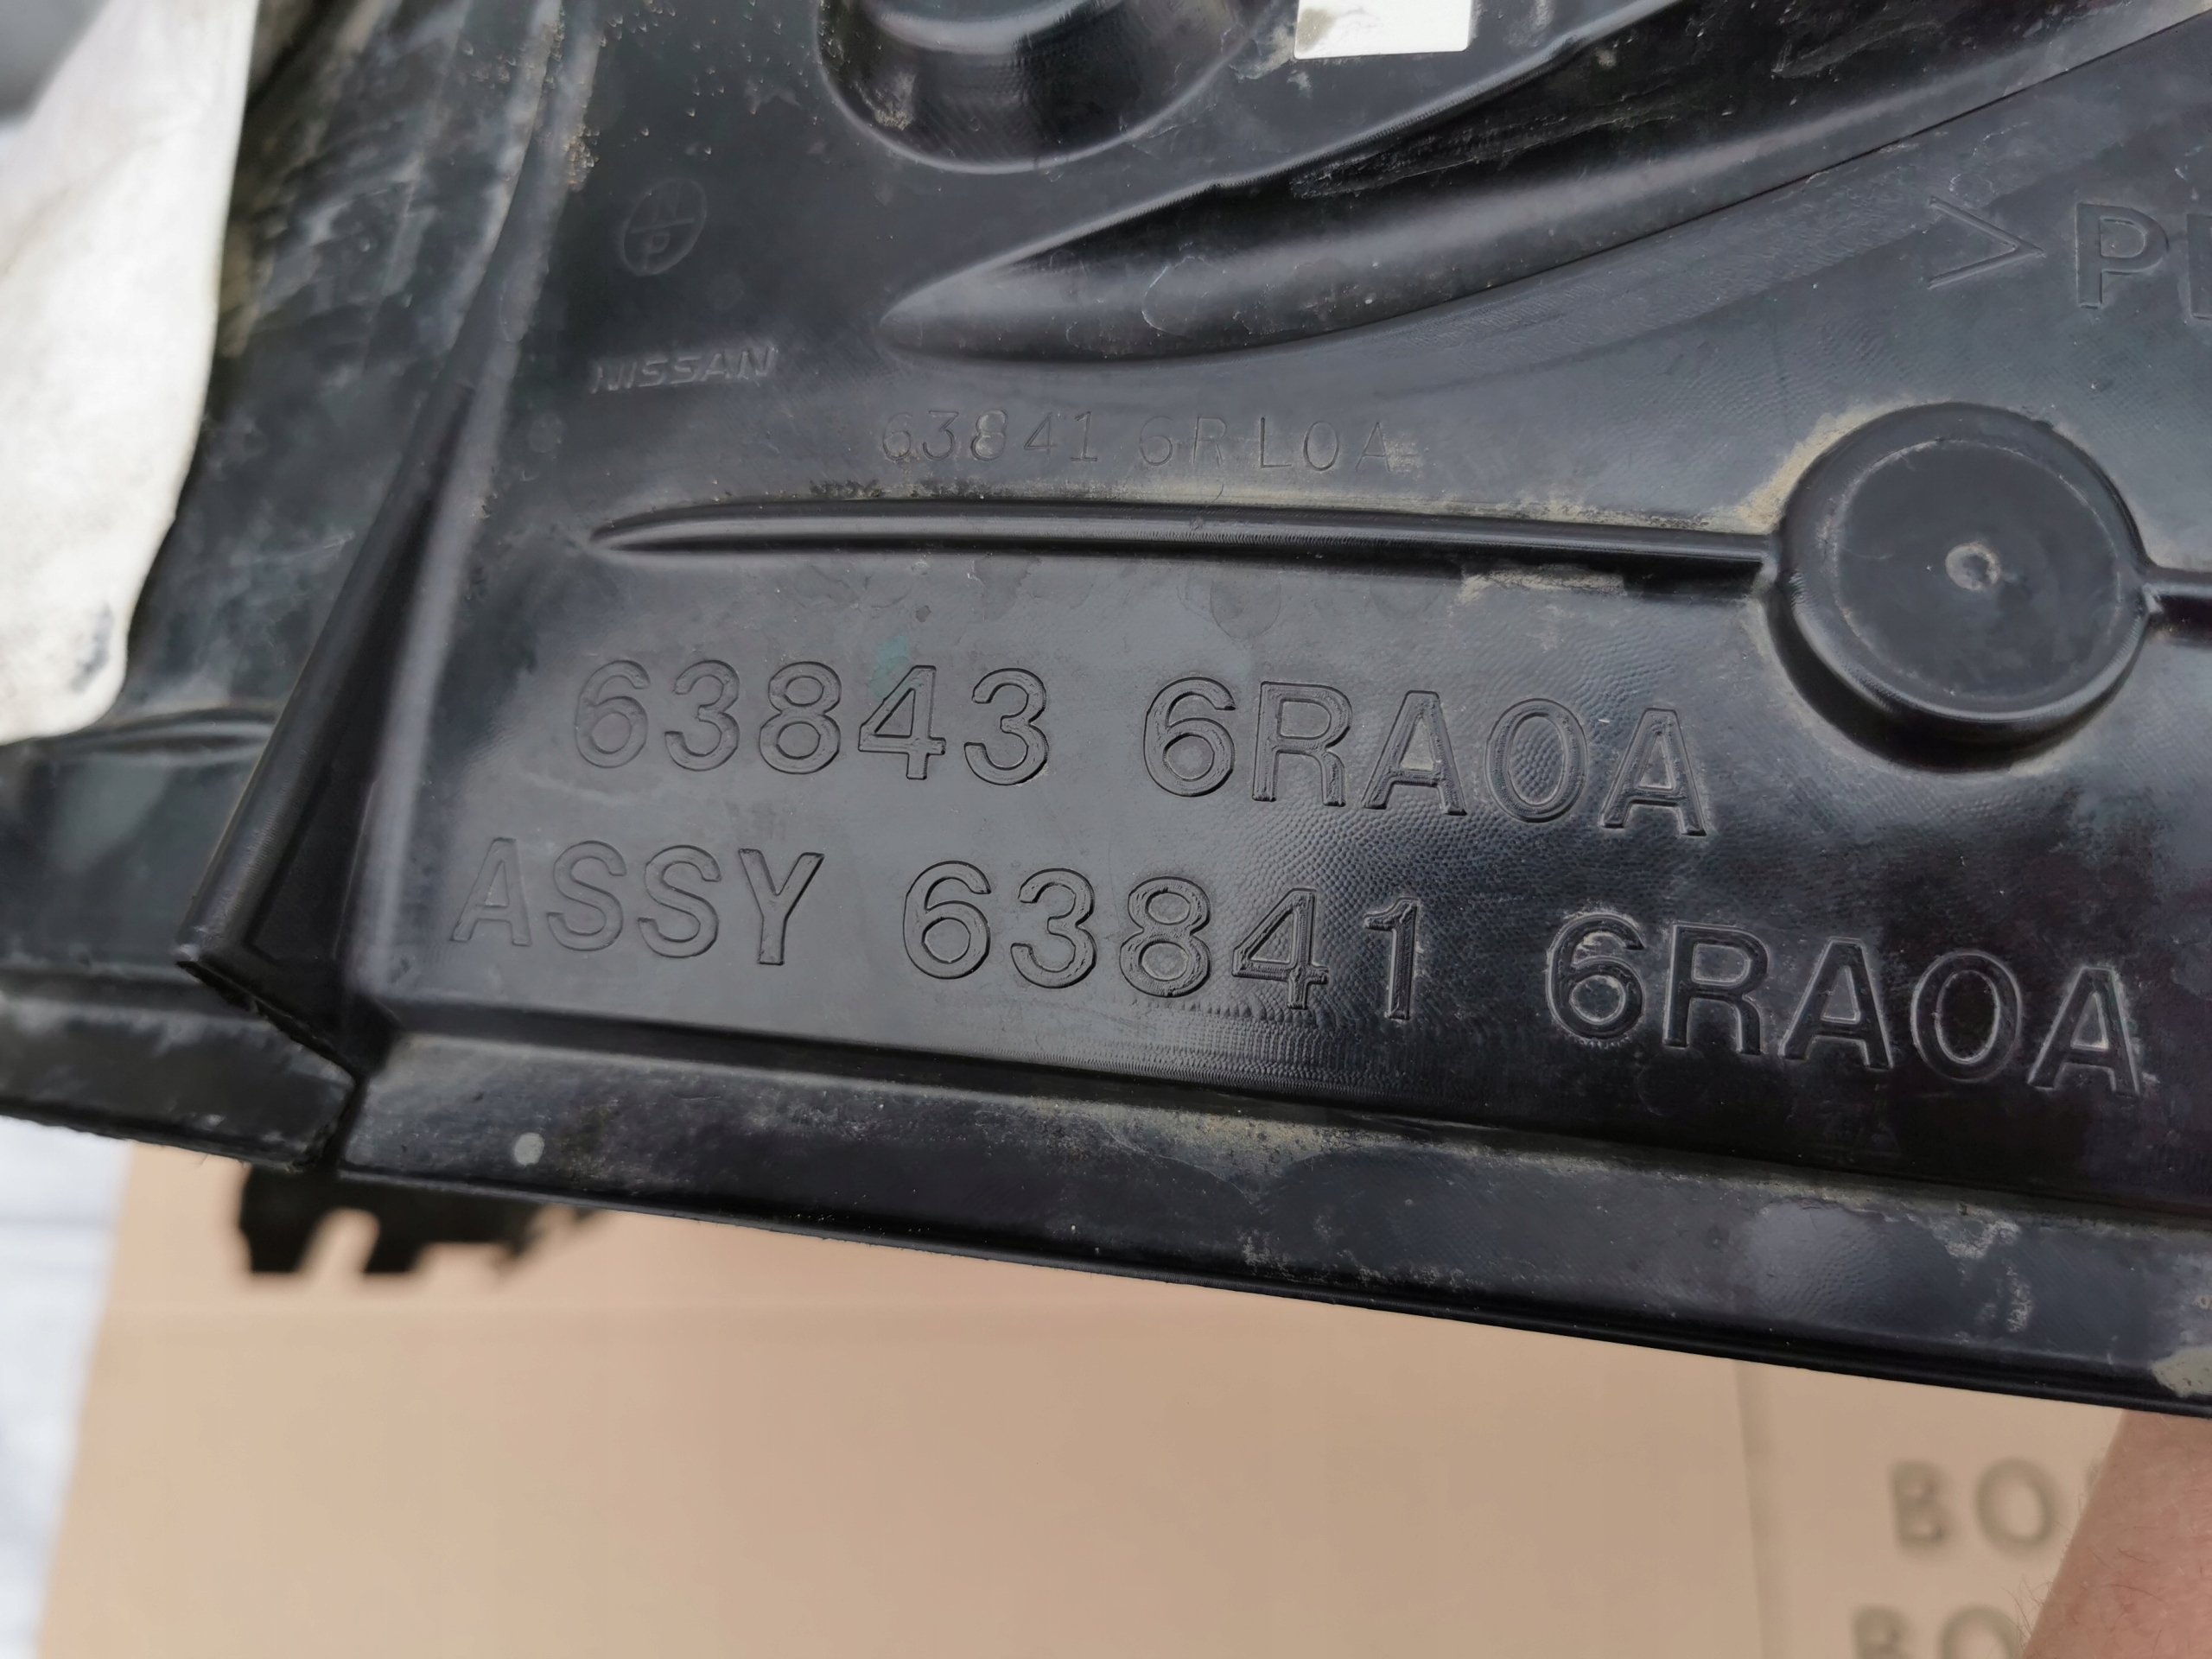 N
P
NISSAN
63841 6RL0A
63843 6RA0A
ASSY 63841 6RA0A